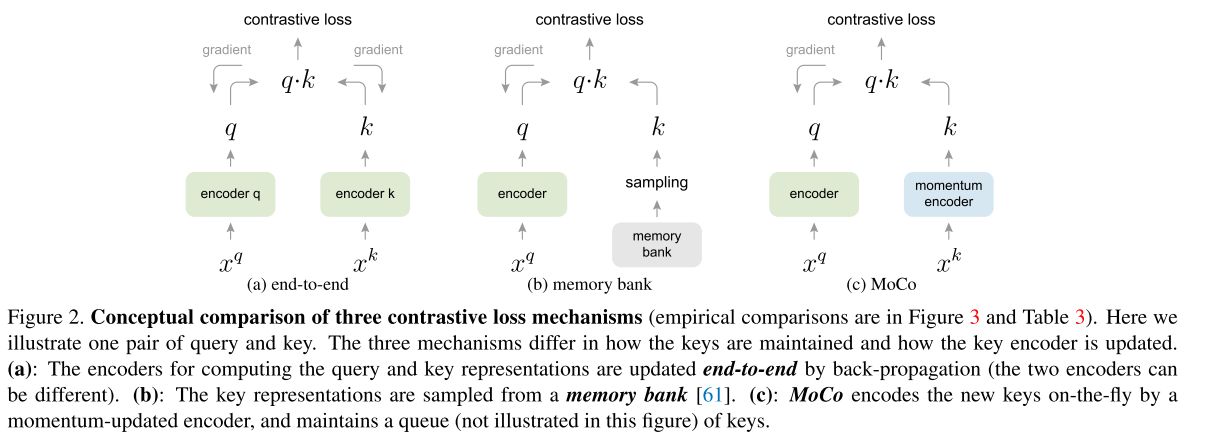 contrastive loss
gradient
gradient
q·k
q
k
encoder q
encoder k
x^q
x^k
(a) end-to-end
contrastive loss
gradient
q·k
q
k
encoder
sampling
memory
bank
x^q
(b) memory bank
contrastive loss
gradient
q·k
q
k
encoder
momentum
encoder
x^q
x^k
(c) MoCo
Figure 2. Conceptual comparison of three contrastive loss mechanisms (empirical comparisons are in Figure 3 and Table 3). Here we
illustrate one pair of query and key. The three mechanisms differ in how the keys are maintained and how the key encoder is updated.
(a): The encoders for computing the query and key representations are updated end-to-end by back-propagation (the two encoders can
be different). (b): The key representations are sampled from a memory bank [61]. (c): MoCo encodes the new keys on-the-fly by a
momentum-updated encoder, and maintains a queue (not illustrated in this figure) of keys.